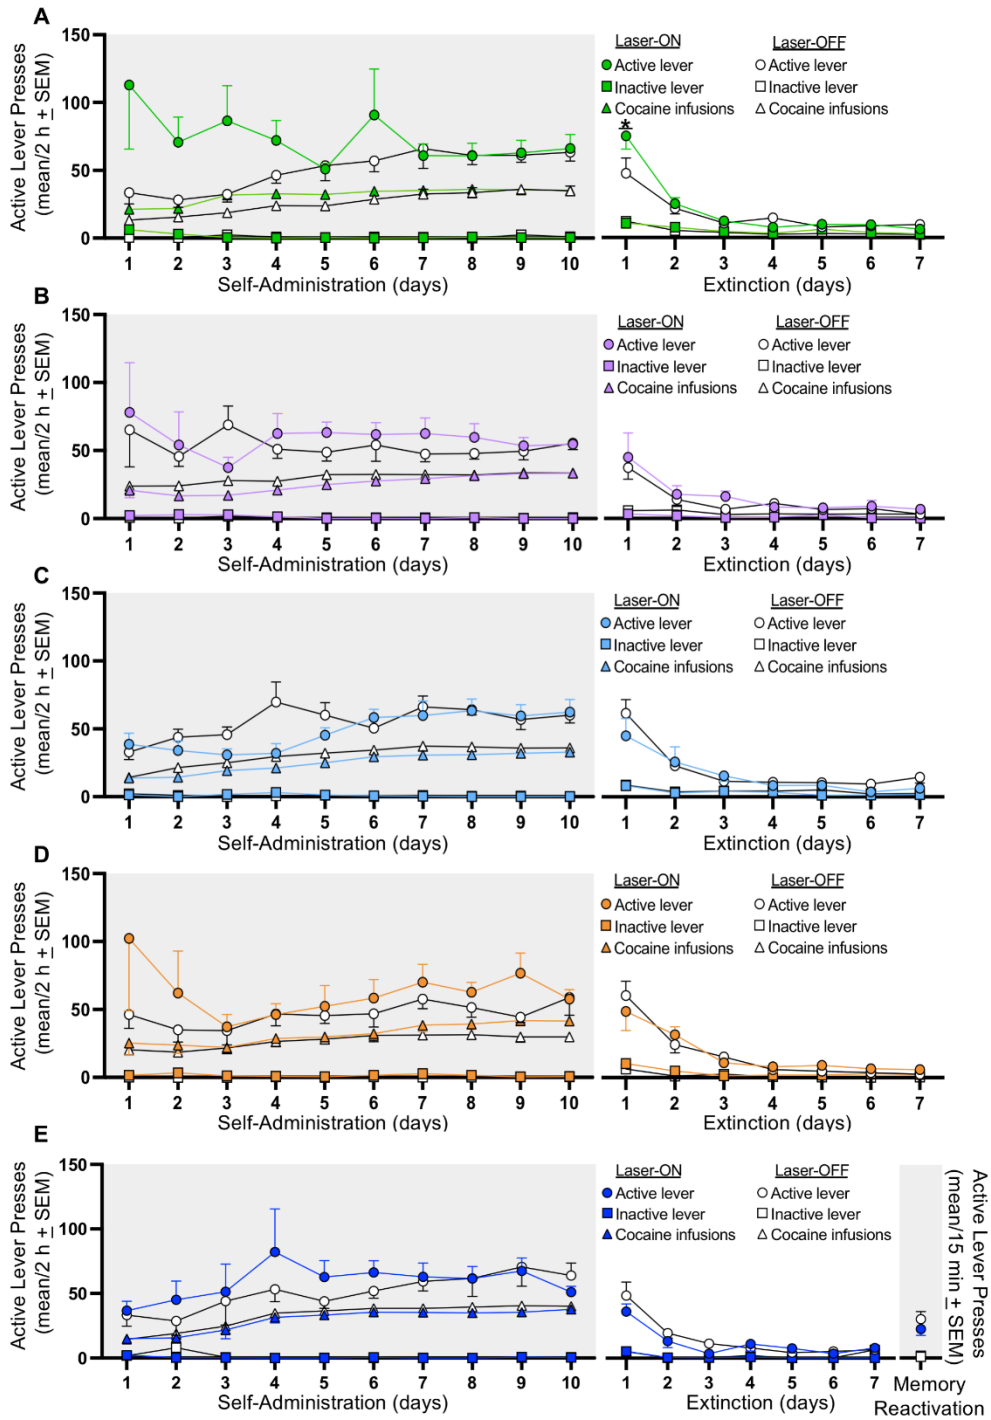 A
Active Lever Presses
(mean/2 h + SEM)
150
100
50
0
1 2 3 4 5 6 7 8 9 10
Self-Administration (days)
Laser-ON Laser-OFF
Active lever Active lever
Inactive lever Inactive lever
Cocaine infusions Cocaine infusions
*
1 2 3 4 5 6 7
Extinction (days)
B
Active Lever Presses
(mean/2 h + SEM)
150
100
50
0
1 2 3 4 5 6 7 8 9 10
Self-Administration (days)
Laser-ON Laser-OFF
Active lever Active lever
Inactive lever Inactive lever
Cocaine infusions Cocaine infusions
1 2 3 4 5 6 7
Extinction (days)
C
Active Lever Presses
(mean/2 h + SEM)
150
100
50
0
1 2 3 4 5 6 7 8 9 10
Self-Administration (days)
Laser-ON Laser-OFF
Active lever Active lever
Inactive lever Inactive lever
Cocaine infusions Cocaine infusions
1 2 3 4 5 6 7
Extinction (days)
D
Active Lever Presses
(mean/2 h + SEM)
150
100
50
0
1 2 3 4 5 6 7 8 9 10
Self-Administration (days)
Laser-ON Laser-OFF
Active lever Active lever
Inactive lever Inactive lever
Cocaine infusions Cocaine infusions
1 2 3 4 5 6 7
Extinction (days)
E
Active Lever Presses
(mean/2 h + SEM)
150
100
50
0
1 2 3 4 5 6 7 8 9 10
Self-Administration (days)
Laser-ON Laser-OFF
Active lever Active lever
Inactive lever Inactive lever
Cocaine infusions Cocaine infusions
1 2 3 4 5 6 7
Extinction (days)
Active Lever Presses
(mean/15 min + SEM)
Memory
Reactivation